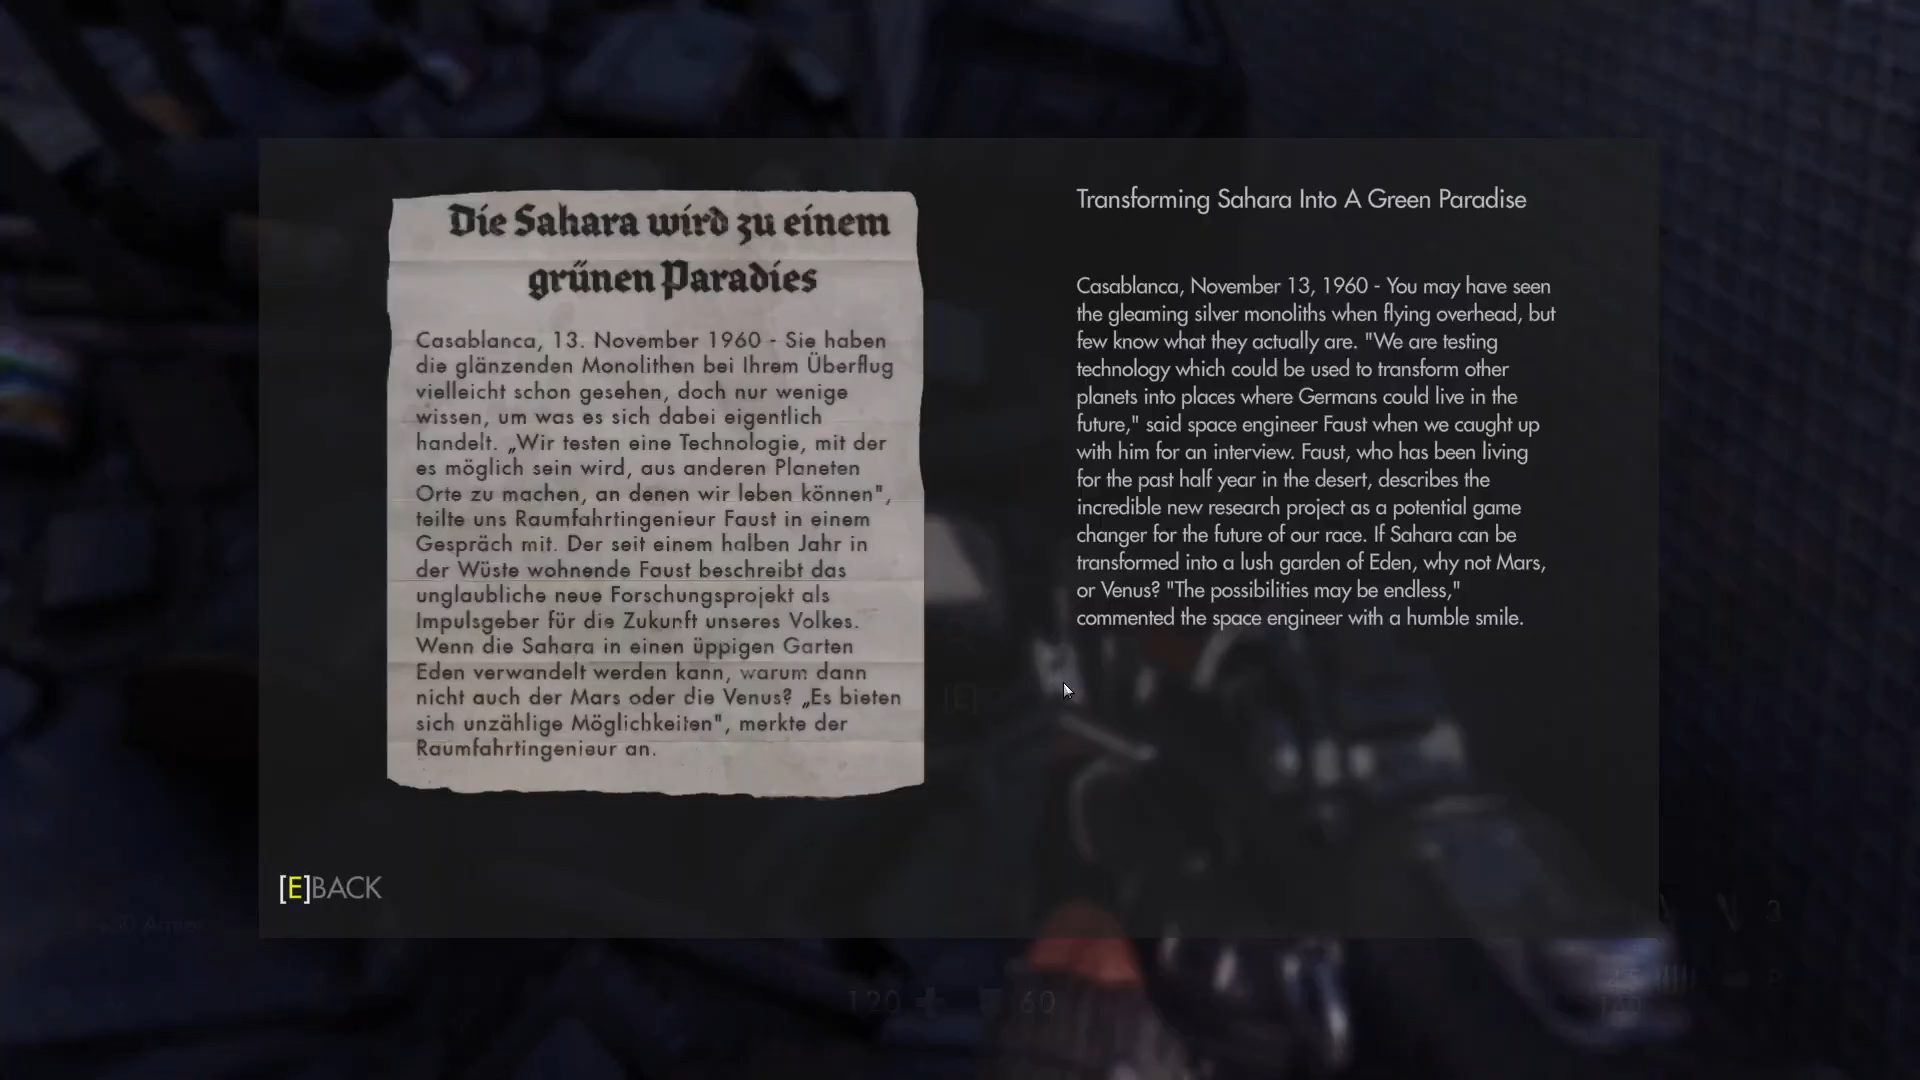 Die Sahara wird zu einem
grünen Paradies
Casablanca, 13. November 1960 - Sie haben
die glänzenden Monolithen bei Ihrem Überflug
vielleicht schon gesehen, doch nur wenige
wissen, um was es sich dabei eigentlich
handelt. „Wir testen eine Technologie, mit der
es möglich sein wird, aus anderen Planeten
Orte zu machen, an denen wir leben können",
teilte uns Raumfahrtingenieur Faust in einem
Gespräch mit. Der seit einem halben Jahr in
der Wüste wohnende Faust beschreibt das
unglaubliche neue Forschungsprojekt als
Impulsgeber für die Zukunft unseres Volkes.
Wenn die Sahara in einen üppigen Garten
Eden verwandelt werden kann, warum dann
nicht auch der Mars oder die Venus? „Es bieten
sich unzählige Möglichkeiten", merkte der
Raumfahrtingenieur an.
Transforming Sahara Into A Green Paradise
Casablanca, November 13, 1960 - You may have seen
the gleaming silver monoliths when flying overhead, but
few know what they actually are. "We are testing
technology which could be used to transform other
planets into places where Germans could live in the
future," said space engineer Faust when we caught up
with him for an interview. Faust, who has been living
for the past half year in the desert, describes the
incredible new research project as a potential game
changer for the future of our race. If Sahara can be
transformed into a lush garden of Eden, why not Mars,
or Venus? "The possibilities may be endless,"
commented the space engineer with a humble smile.
[E]BACK
120 60
3